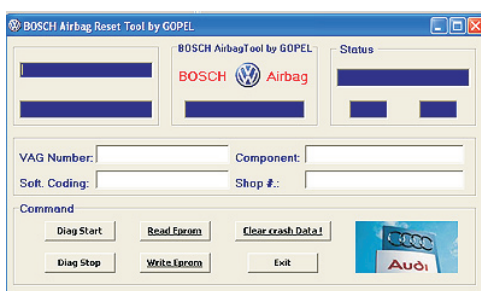 BOSCH Airbag Reset Tool by GOPEL
BOSCH AirbagTool by GOPEL
Status
BOSCH Airbag
VAG Number:
Component:
Soft. Coding:
Shop #.:
Command
Diag Start
Read Eprom
Clear crash Data !
Diag Stop
Write Eprom
Exit
Audi